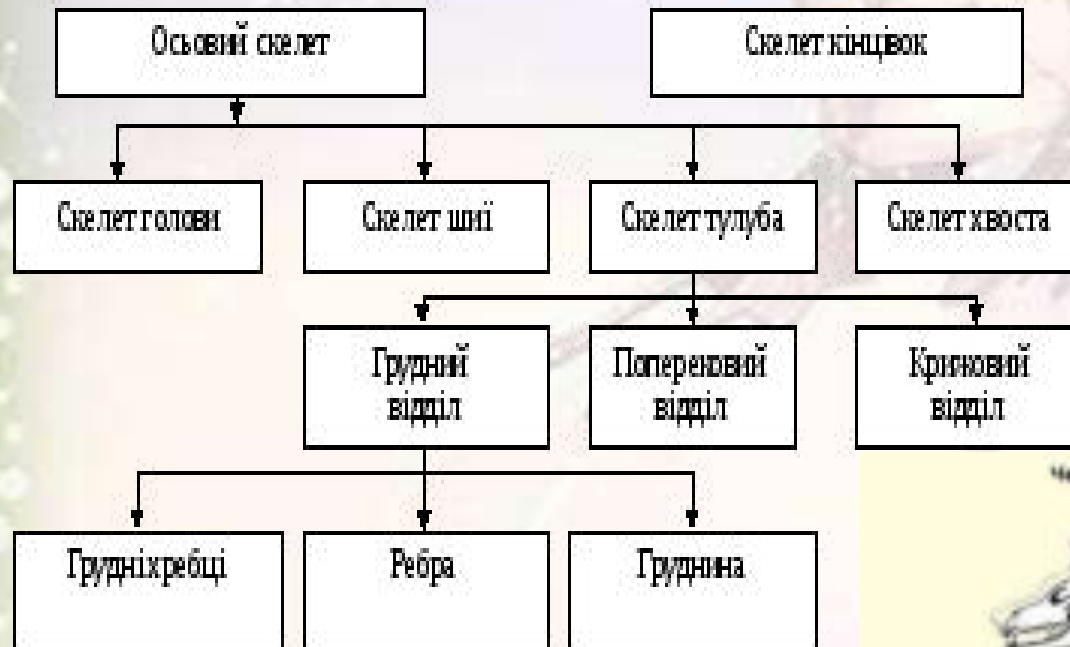 Осьовий скелет
Скелет кінцівок
Скелет голови
Скелет шиї
Скелет тулуба
Скелет хвоста
Грудний
відділ
Поперековий
відділ
Крижовий
відділ
Грудні хребці
Ребра
Груднина